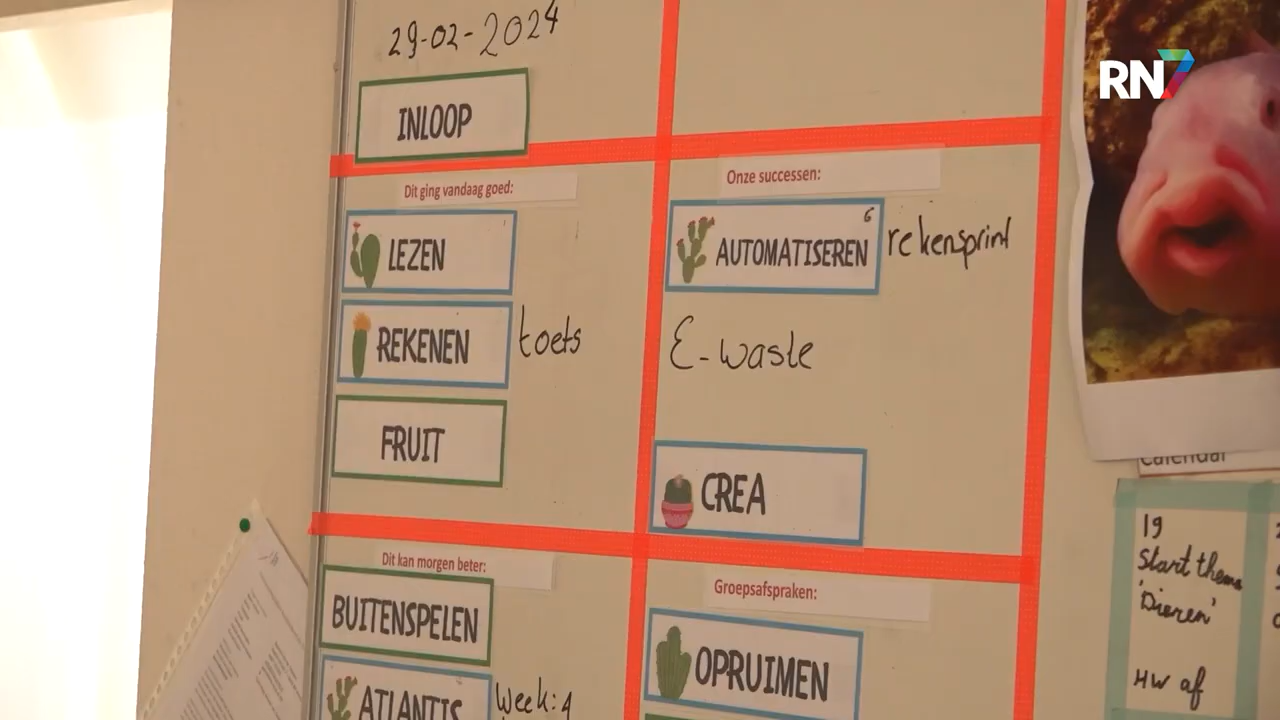 29-02-2024
INLOOP
Dit ging vandaag goed:
LEZEN
REKENEN toets
FRUIT
Dit kan morgen beter:
BUITENSPELEN
ATLANTIS week: 4
Onze successen:
AUTOMATISEREN 6 rekensprint
E-waste
CREA
Groepsafspraken:
OPRUIMEN
RN7
Calendar
19
Start thema
'Dieren'
HW af